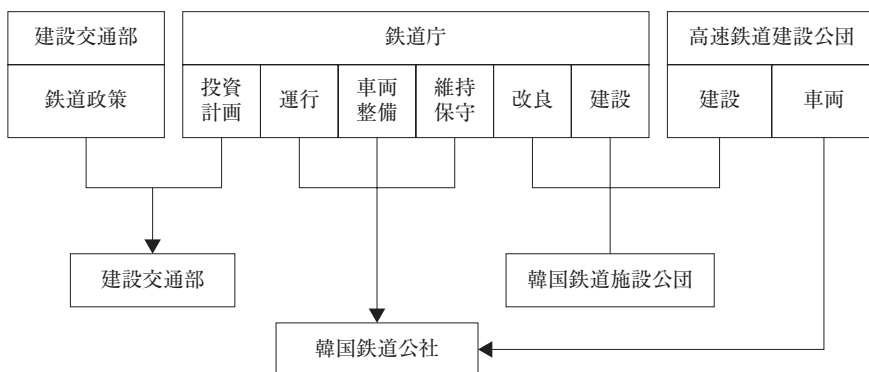 建設交通部
鉄道庁
高速鉄道建設公団
鉄道政策
投資
計画
運行
車両
整備
維持
保守
改良
建設
建設
車両
建設交通部
韓国鉄道施設公団
韓国鉄道公社